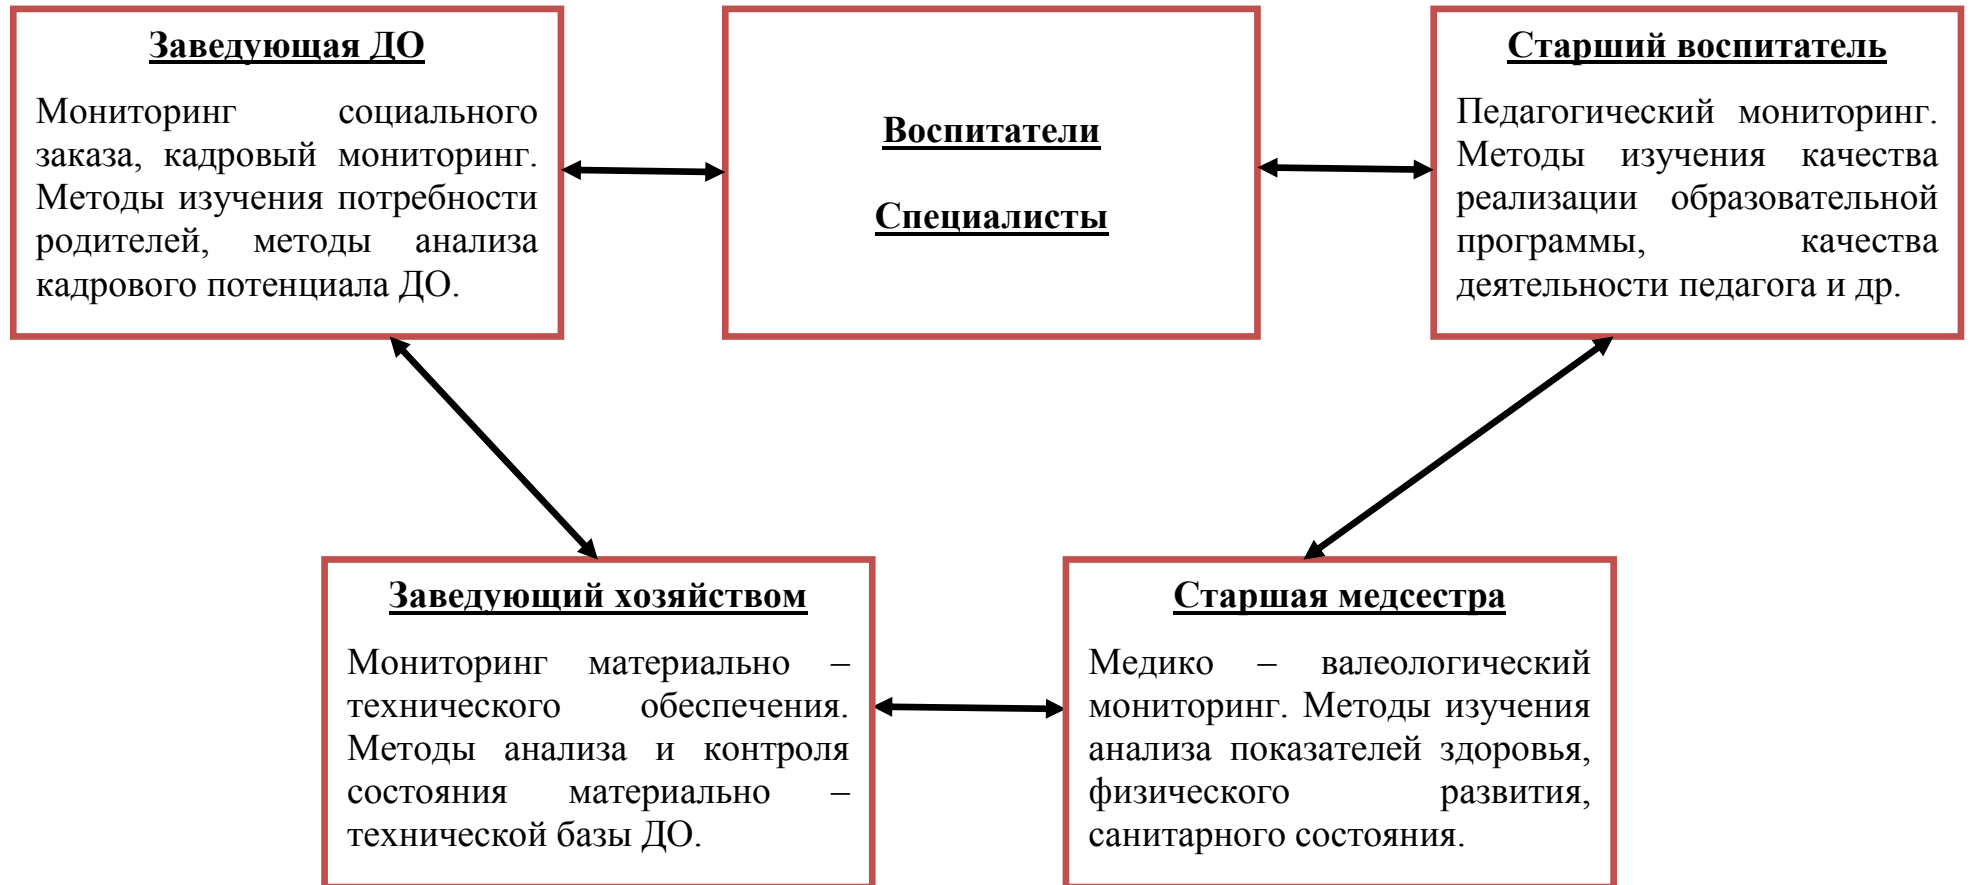 Заведующая ДО
Мониторинг социального
заказа, кадровый мониторинг.
Методы изучения потребности
родителей, методы анализа
кадрового потенциала ДО.
Воспитатели
Специалисты
Старший воспитатель
Педагогический мониторинг.
Методы изучения качества
реализации образовательной
программы, качества
деятельности педагога и др.
Заведующий хозяйством
Мониторинг материально –
технического обеспечения.
Методы анализа и контроля
состояния материально –
технической базы ДО.
Старшая медсестра
Медико – валеологический
мониторинг. Методы изучения
анализа показателей здоровья,
физического развития,
санитарного состояния.